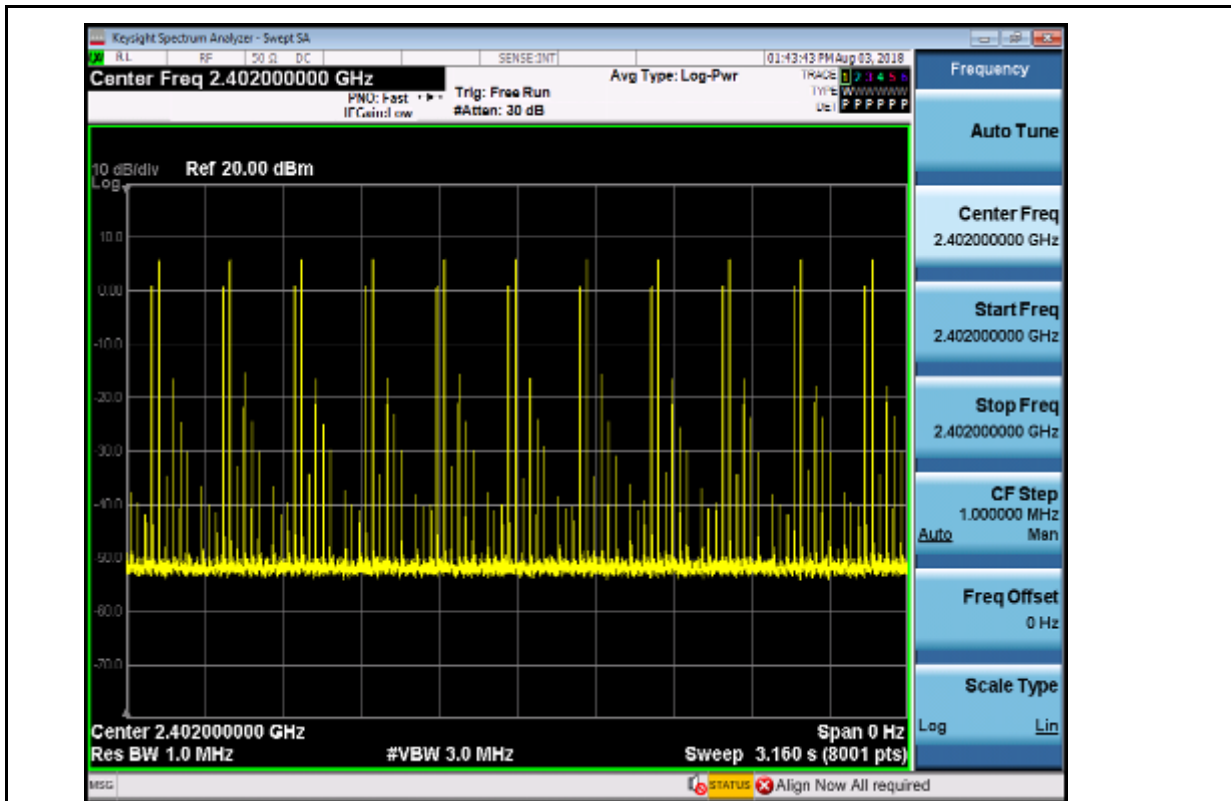 Keysight Spectrum Analyzer - Swept SA
RL RF 50 Ω DC SENSE:INT 01:43:43 PM Aug 03, 2018
Center Freq 2.402000000 GHz
Avg Type: Log-Pwr
TRACE 1 2 3 4 5 6
PNO: Fast
Trig: Free Run
TYPE WWWWWW
IFGain:Low
#Atten: 30 dB
DET P P P P P P
10 dB/div Ref 20.00 dBm
Log
10.0
0.00
-10.0
-20.0
-30.0
-40.0
-50.0
-60.0
-70.0
Center 2.402000000 GHz Span 0 Hz
Res BW 1.0 MHz #VBW 3.0 MHz Sweep 3.160 s (8001 pts)
MSG STATUS Align Now All required
Frequency
Auto Tune
Center Freq
2.402000000 GHz
Start Freq
2.402000000 GHz
Stop Freq
2.402000000 GHz
CF Step
1.000000 MHz
Auto Man
Freq Offset
0 Hz
Scale Type
Log Lin